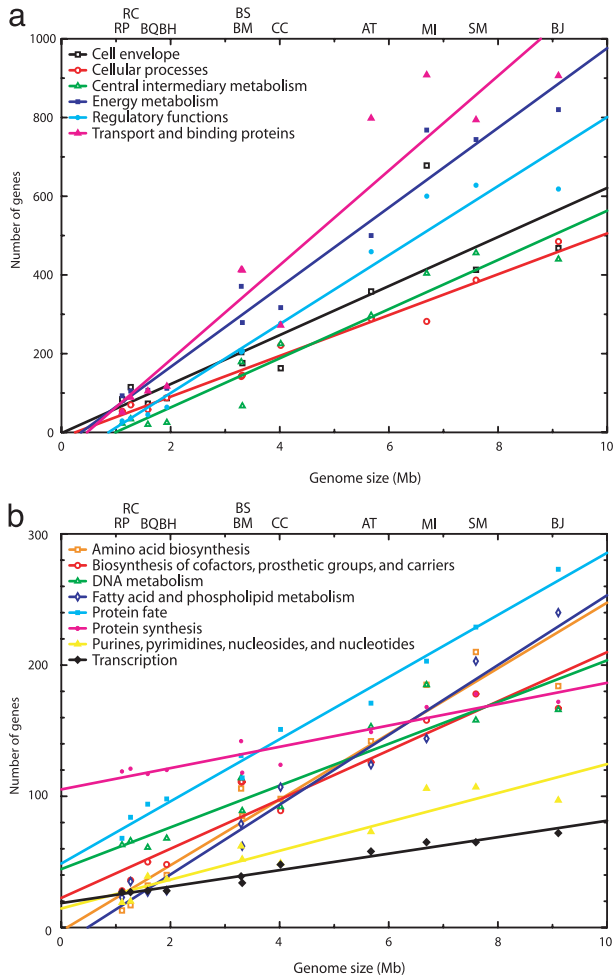 a
RC BS
RP BQBH BM CC AT MI SM BJ
1000
800
600
400
200
0
Number of genes
Cell envelope
Cellular processes
Central intermediary metabolism
Energy metabolism
Regulatory functions
Transport and binding proteins
0 2 4 6 8 10
Genome size (Mb)
b
RC BS
RP BQBH BM CC AT MI SM BJ
300
200
100
0
Number of genes
Amino acid biosynthesis
Biosynthesis of cofactors, prosthetic groups, and carriers
DNA metabolism
Fatty acid and phospholipid metabolism
Protein fate
Protein synthesis
Purines, pyrimidines, nucleosides, and nucleotides
Transcription
0 2 4 6 8 10
Genome size (Mb)